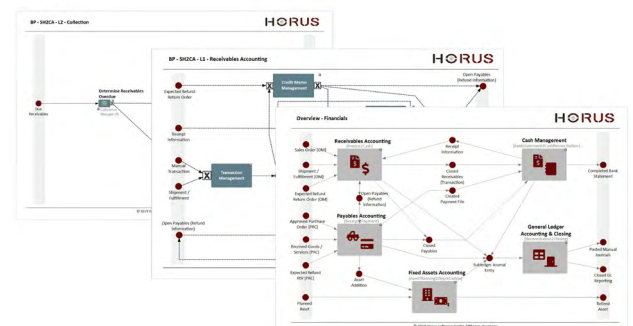 BP - SH2CA - L2 - Collection
HORUS
Determine Receivables
Overdue
Receivables
BP - SH2CA - L1 - Receivables Accounting
HORUS
Expected Refund
Return Order
Credit Memo
Management
Open Payables
(Refund Information)
Receipt
Information
Manual
Transaction
Transaction
Management
Shipment /
Fulfillment
Open Payables (Refund
Information)
Overview - Financials
HORUS
Receivables Accounting
Sales Order [OM]
Shipment /
Fulfillment [OM]
Expected Refund
Return Order [OM]
Receipt
Information
Closed
Receivables
(Transaction)
Created
Payment File
Cash Management
Completed Bank
Statement
Open Payables
(Refund
Information)
Payables Accounting
Approved Purchase
Order [PRC]
Received Goods /
Services [PRC]
Expected Refund
RTV [PRC]
Closed
Payables
Asset
Addition
Subledger Journal
Entry
General Ledger
Accounting & Closing
Posted Manual
Journals
Closed GL
Reporting
Fixed Assets Accounting
Planned
Asset
Retired
Asset